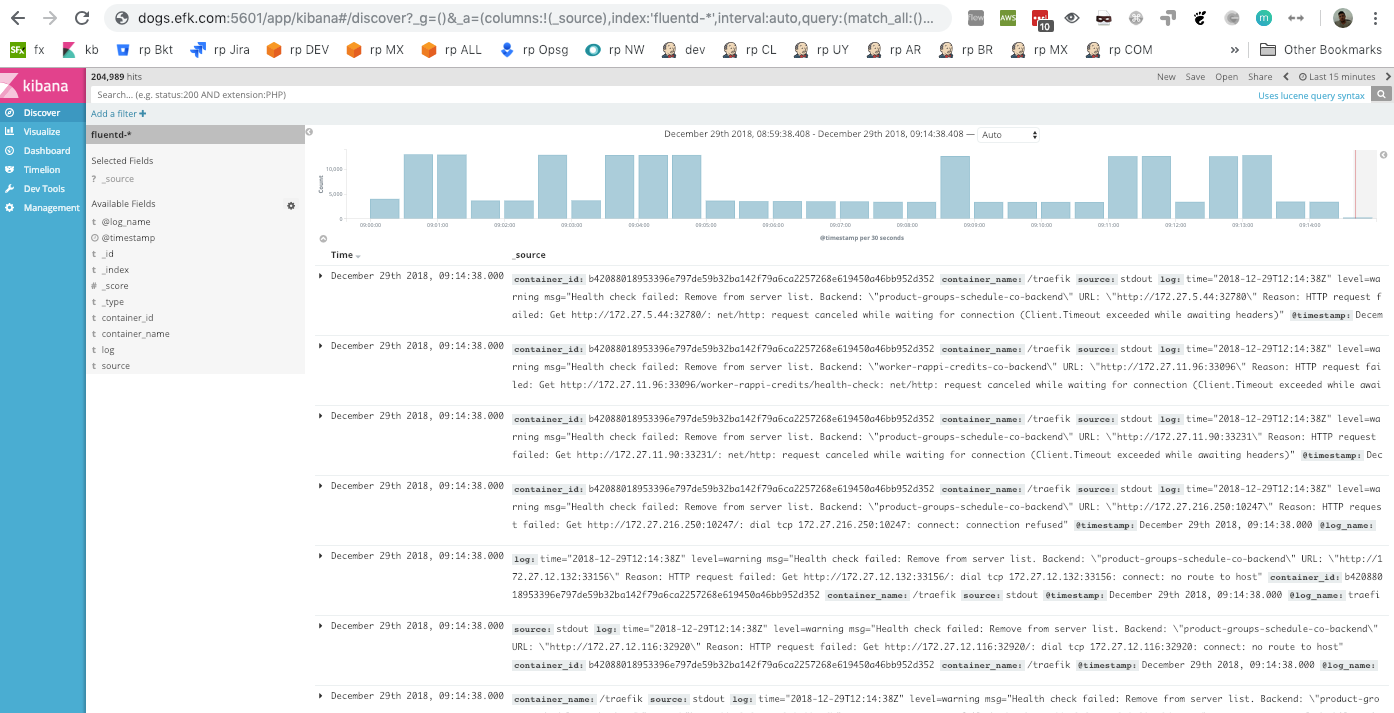 dogs.efk.com:5601/app/kibana#/discover?_g=()&_a=(columns:!(_source),index:'fluentd-*',interval:auto,query:(match_all:()...
new AWS 10 m
SFx fx kb rp Bkt rp Jira rp DEV rp MX rp ALL rp Opsg rp NW dev rp CL rp UY rp AR rp BR rp MX rp COM » Other Bookmarks
kibana
204,989 hits
New Save Open Share Last 15 minutes
Search... (e.g. status:200 AND extension:PHP)
Uses lucene query syntax
Discover
Visualize
Dashboard
Timelion
Dev Tools
Management
Add a filter +
fluentd-*
Selected Fields
? _source
Available Fields
t @log_name
@timestamp
t _id
t _index
# _score
t _type
t container_id
t container_name
t log
t source
December 29th 2018, 08:59:38.408 - December 29th 2018, 09:14:38.408 — Auto
Count
10,000
5,000
0
09:00:00 09:01:00 09:02:00 09:03:00 09:04:00 09:05:00 09:06:00 09:07:00 09:08:00 09:09:00 09:10:00 09:11:00 09:12:00 09:13:00 09:14:00
@timestamp per 30 seconds
Time _source
December 29th 2018, 09:14:38.000 container_id: b42088018953396e797de59b32ba142f79a6ca2257268e619450a46bb952d352 container_name: /traefik source: stdout log: time="2018-12-29T12:14:38Z" level=wa
rning msg="Health check failed: Remove from server list. Backend: \"product-groups-schedule-co-backend\" URL: \"http://172.27.5.44:32780\" Reason: HTTP request f
ailed: Get http://172.27.5.44:32780/: net/http: request canceled while waiting for connection (Client.Timeout exceeded while awaiting headers)" @timestamp: Decem
December 29th 2018, 09:14:38.000 container_id: b42088018953396e797de59b32ba142f79a6ca2257268e619450a46bb952d352 container_name: /traefik source: stdout log: time="2018-12-29T12:14:38Z" level=wa
rning msg="Health check failed: Remove from server list. Backend: \"worker-rappi-credits-co-backend\" URL: \"http://172.27.11.96:33096\" Reason: HTTP request fai
led: Get http://172.27.11.96:33096/worker-rappi-credits/health-check: net/http: request canceled while waiting for connection (Client.Timeout exceeded while awai
December 29th 2018, 09:14:38.000 container_id: b42088018953396e797de59b32ba142f79a6ca2257268e619450a46bb952d352 container_name: /traefik source: stdout log: time="2018-12-29T12:14:38Z" level=wa
rning msg="Health check failed: Remove from server list. Backend: \"product-groups-schedule-co-backend\" URL: \"http://172.27.11.90:33231\" Reason: HTTP request
failed: Get http://172.27.11.90:33231/: net/http: request canceled while waiting for connection (Client.Timeout exceeded while awaiting headers)" @timestamp: Dec
December 29th 2018, 09:14:38.000 container_id: b42088018953396e797de59b32ba142f79a6ca2257268e619450a46bb952d352 container_name: /traefik source: stdout log: time="2018-12-29T12:14:38Z" level=wa
rning msg="Health check failed: Remove from server list. Backend: \"product-groups-schedule-co-backend\" URL: \"http://172.27.216.250:10247\" Reason: HTTP reques
t failed: Get http://172.27.216.250:10247/: dial tcp 172.27.216.250:10247: connect: connection refused" @timestamp: December 29th 2018, 09:14:38.000 @log_name:
December 29th 2018, 09:14:38.000 log: time="2018-12-29T12:14:38Z" level=warning msg="Health check failed: Remove from server list. Backend: \"product-groups-schedule-co-backend\" URL: \"http://1
72.27.12.132:33156\" Reason: HTTP request failed: Get http://172.27.12.132:33156/: dial tcp 172.27.12.132:33156: connect: no route to host" container_id: b420880
18953396e797de59b32ba142f79a6ca2257268e619450a46bb952d352 container_name: /traefik source: stdout @timestamp: December 29th 2018, 09:14:38.000 @log_name: traefi
December 29th 2018, 09:14:38.000 source: stdout log: time="2018-12-29T12:14:38Z" level=warning msg="Health check failed: Remove from server list. Backend: \"product-groups-schedule-co-backend\"
URL: \"http://172.27.12.116:32920\" Reason: HTTP request failed: Get http://172.27.12.116:32920/: dial tcp 172.27.12.116:32920: connect: no route to host"
container_id: b42088018953396e797de59b32ba142f79a6ca2257268e619450a46bb952d352 container_name: /traefik @timestamp: December 29th 2018, 09:14:38.000 @log_name:
December 29th 2018, 09:14:38.000 container_name: /traefik source: stdout log: time="2018-12-29T12:14:38Z" level=warning msg="Health check failed: Remove from server list. Backend: \"product-gro